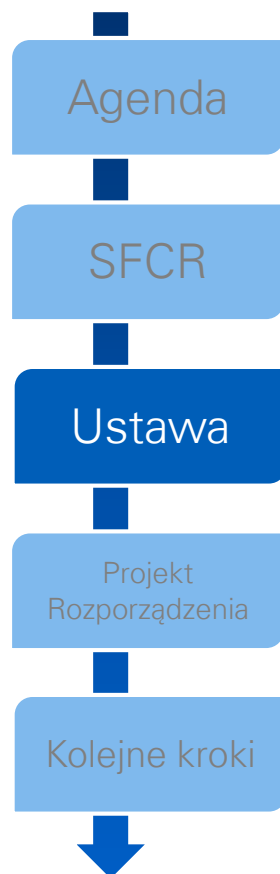 Agenda
SFCR
Ustawa
Projekt
Rozporządzenia
Kolejne kroki